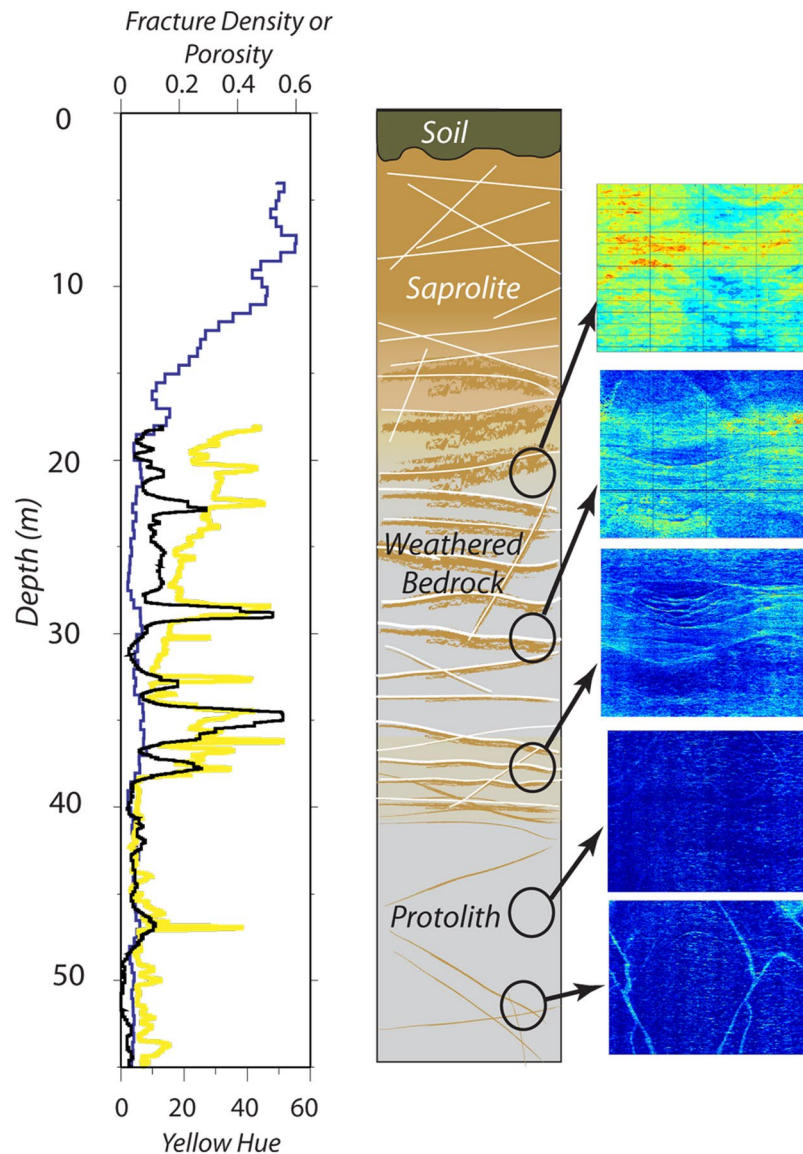 Fracture Density or
Porosity
0 0.2 0.4 0.6
0
10
20
30
40
50
Depth (m)
0 20 40 60
Yellow Hue
Soil
Saprolite
Weathered
Bedrock
Protolith